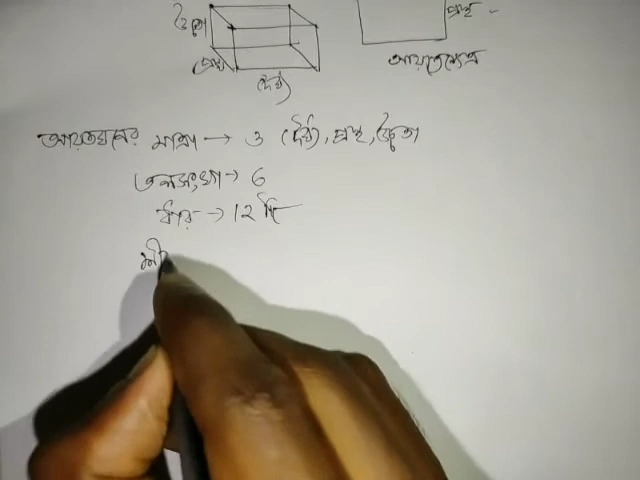 উচ্চতা
প্রস্থ
দৈর্ঘ্য
প্রস্থ
আয়তক্ষেত্র
আয়তঘনের মাত্রা → ৩ (দৈর্ঘ্য, প্রস্থ, উচ্চতা
তলসংখ্যা → 6
ধার → 12 টি
শী